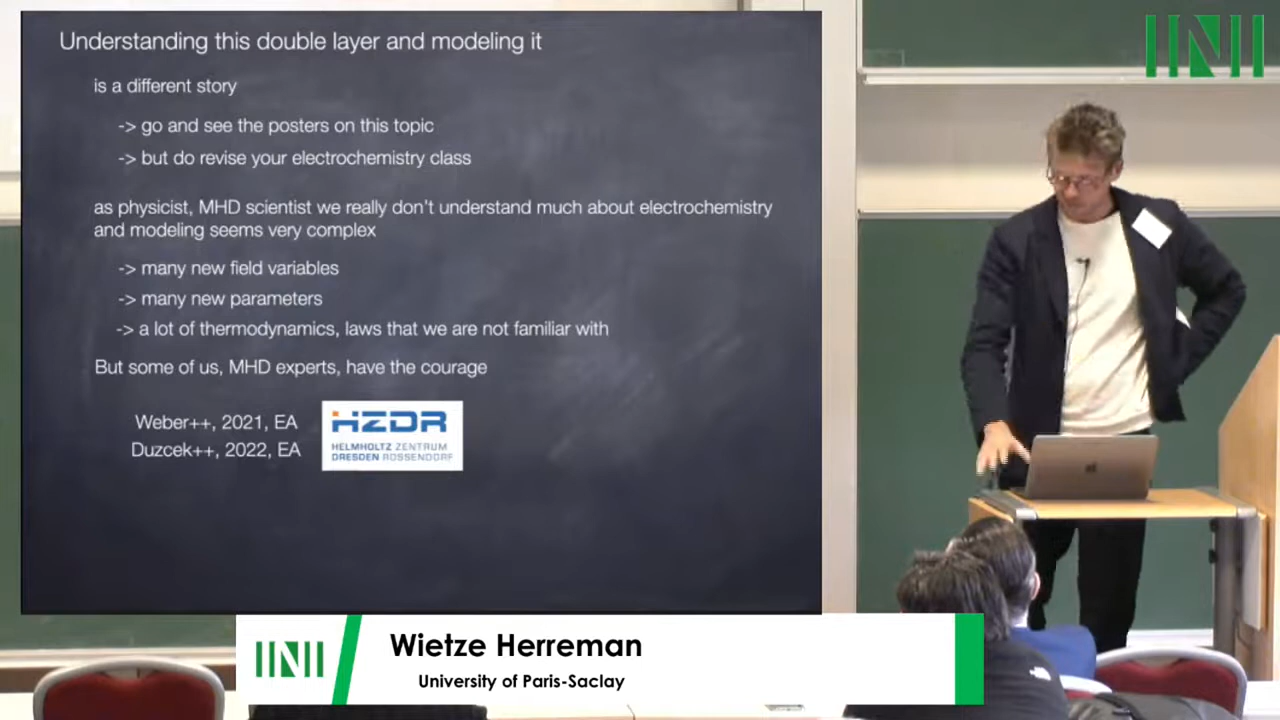 Understanding this double layer and modeling it
is a different story
-> go and see the posters on this topic
-> but do revise your electrochemistry class
as physicist, MHD scientist we really don't understand much about electrochemistry
and modeling seems very complex
-> many new field variables
-> many new parameters
-> a lot of thermodynamics, laws that we are not familiar with
But some of us, MHD experts, have the courage
Weber++, 2021, EA
Duzcek++, 2022, EA
HZDR
HELMHOLTZ ZENTRUM
DRESDEN ROSSENDORF
Wietze Herreman
University of Paris-Saclay